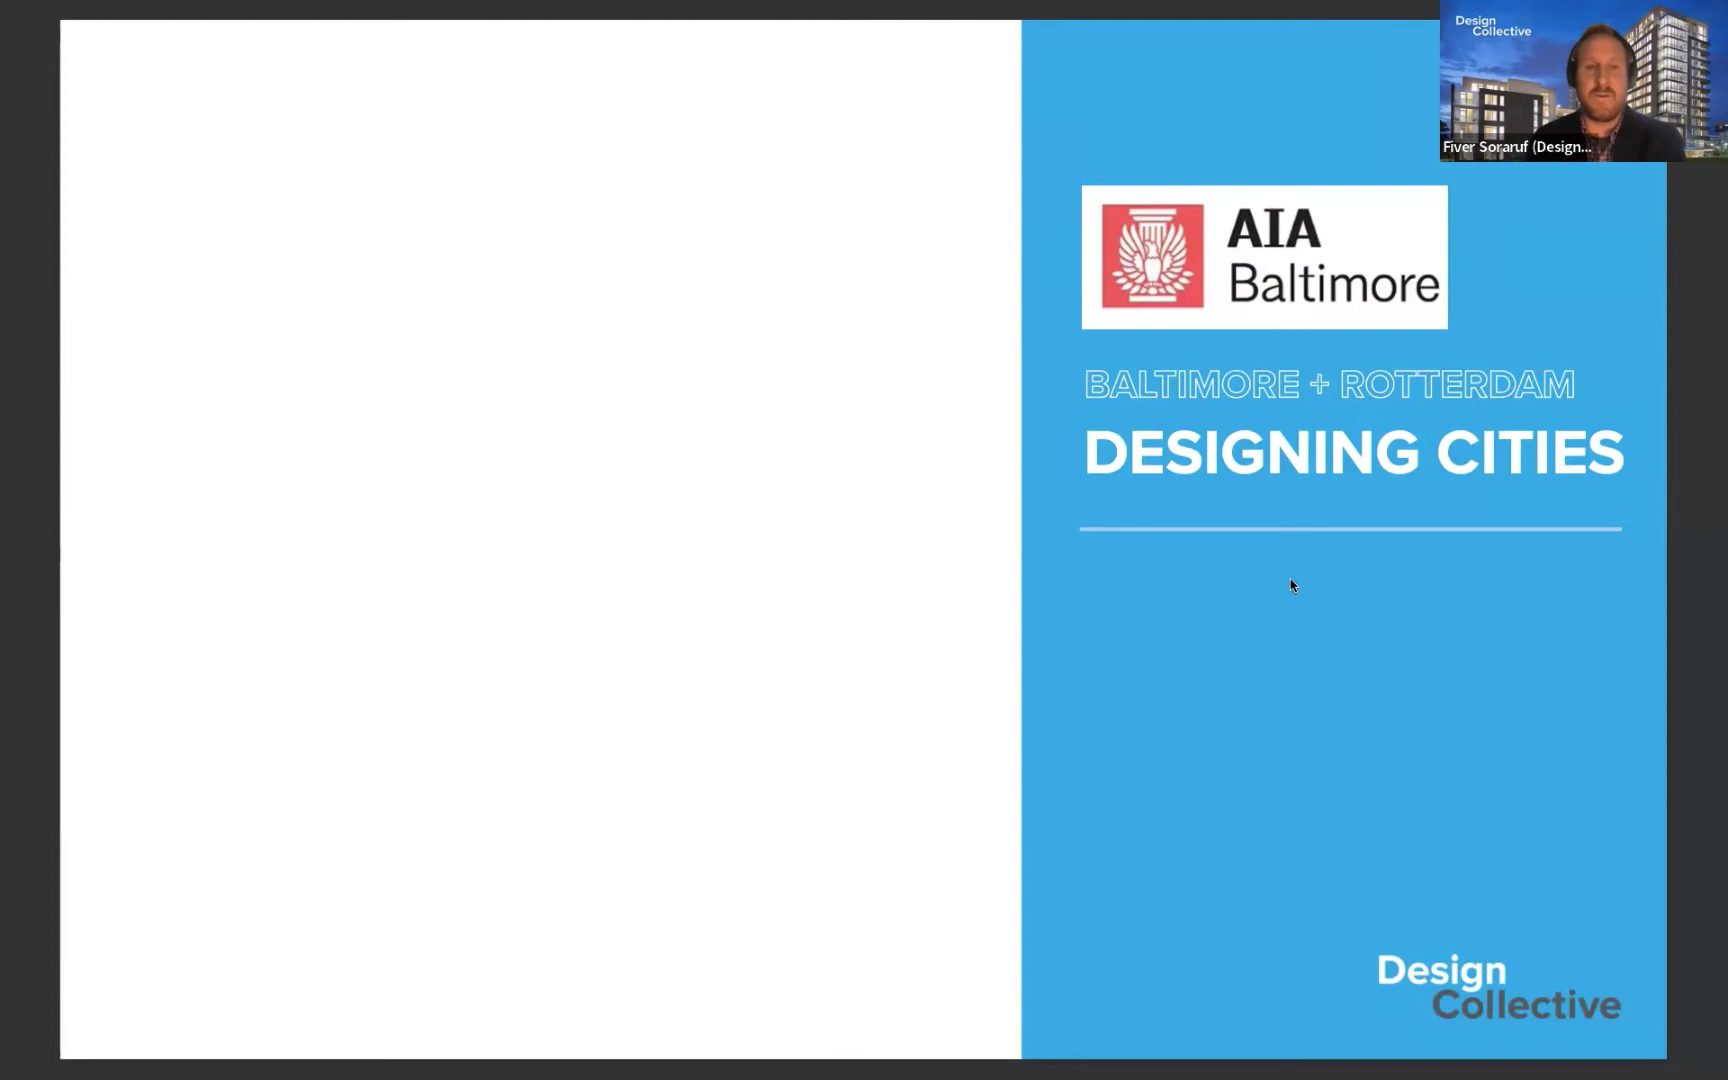 Design
Collective
Fiver Soraruf (Design...
AIA
Baltimore
BALTIMORE + ROTTERDAM
DESIGNING CITIES
Design
Collective